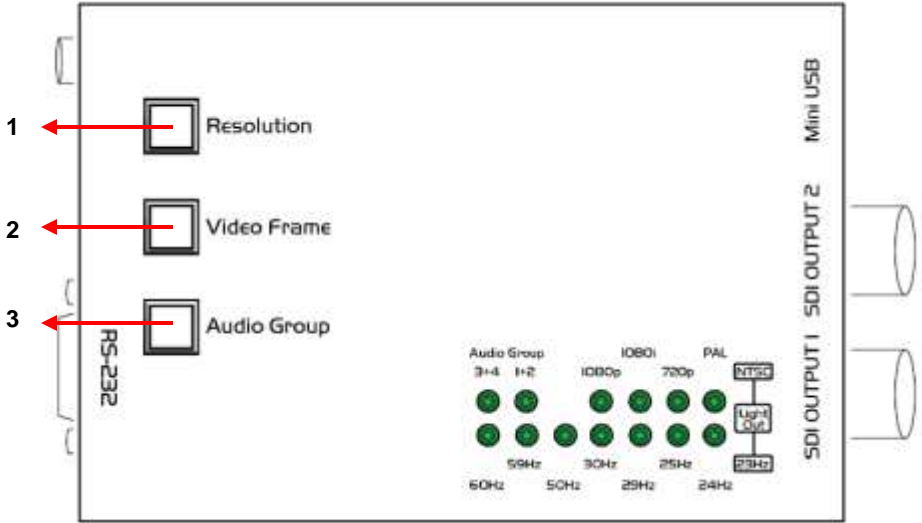 1
Resolution
2
Video Frame
3
Audio Group
RS-232
Mini USB
SDI OUTPUT 2
SDI OUTPUT 1
Audio Group 1080i PAL
3+4 1+2 1080p 720p NTSC
Light
Out
59Hz 30Hz 25Hz 23Hz
60Hz 50Hz 29Hz 24Hz